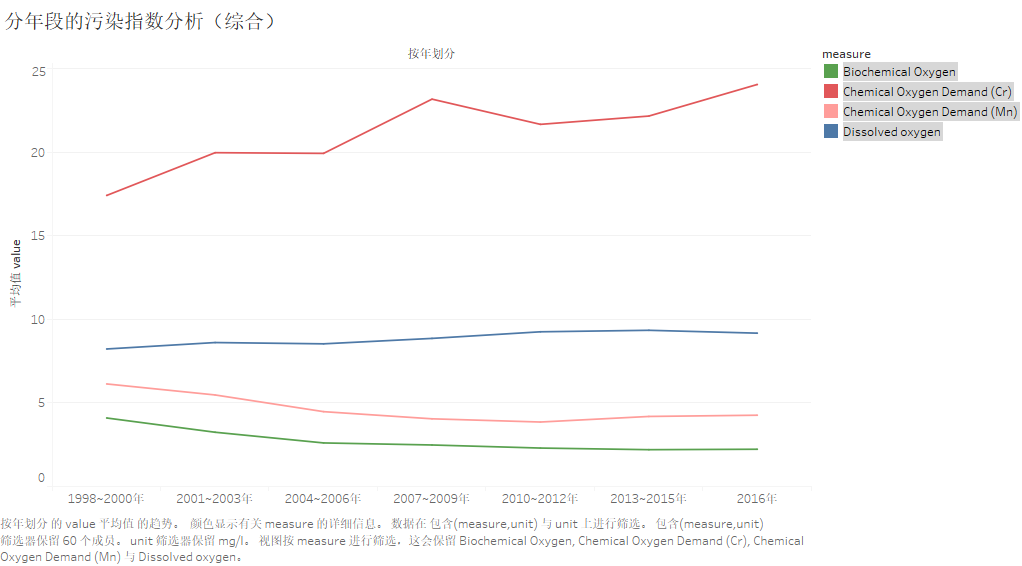 分年段的污染指数分析（综合）
按年划分
measure
Biochemical Oxygen
Chemical Oxygen Demand (Cr)
Chemical Oxygen Demand (Mn)
Dissolved oxygen
平均值 value
25
20
15
10
5
0
1998~2000年 2001~2003年 2004~2006年 2007~2009年 2010~2012年 2013~2015年 2016年
按年划分 的 value 平均值 的趋势。 颜色显示有关 measure 的详细信息。 数据在 包含(measure,unit) 与 unit 上进行筛选。 包含(measure,unit)
筛选器保留 60 个成员。 unit 筛选器保留 mg/l。 视图按 measure 进行筛选，这会保留 Biochemical Oxygen, Chemical Oxygen Demand (Cr), Chemical
Oxygen Demand (Mn) 与 Dissolved oxygen。